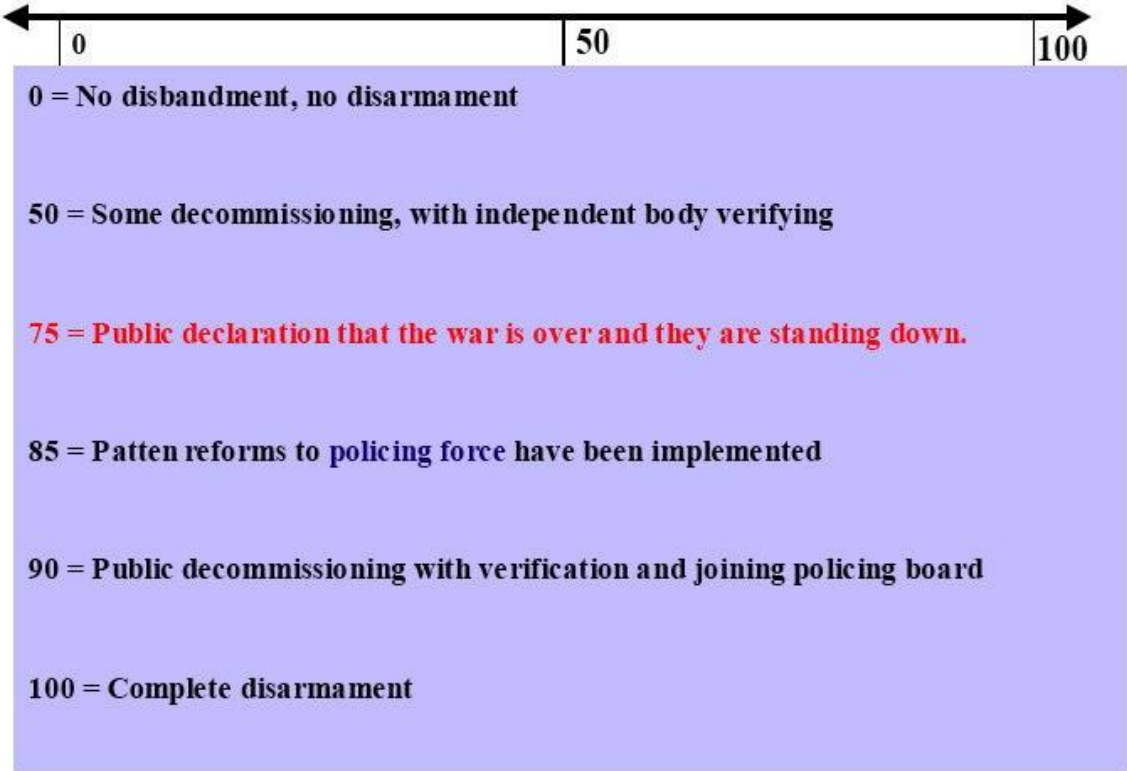 0 50 100
0 = No disbandment, no disarmament
50 = Some decommissioning, with independent body verifying
75 = Public declaration that the war is over and they are standing down.
85 = Patten reforms to policing force have been implemented
90 = Public decommissioning with verification and joining policing board
100 = Complete disarmament